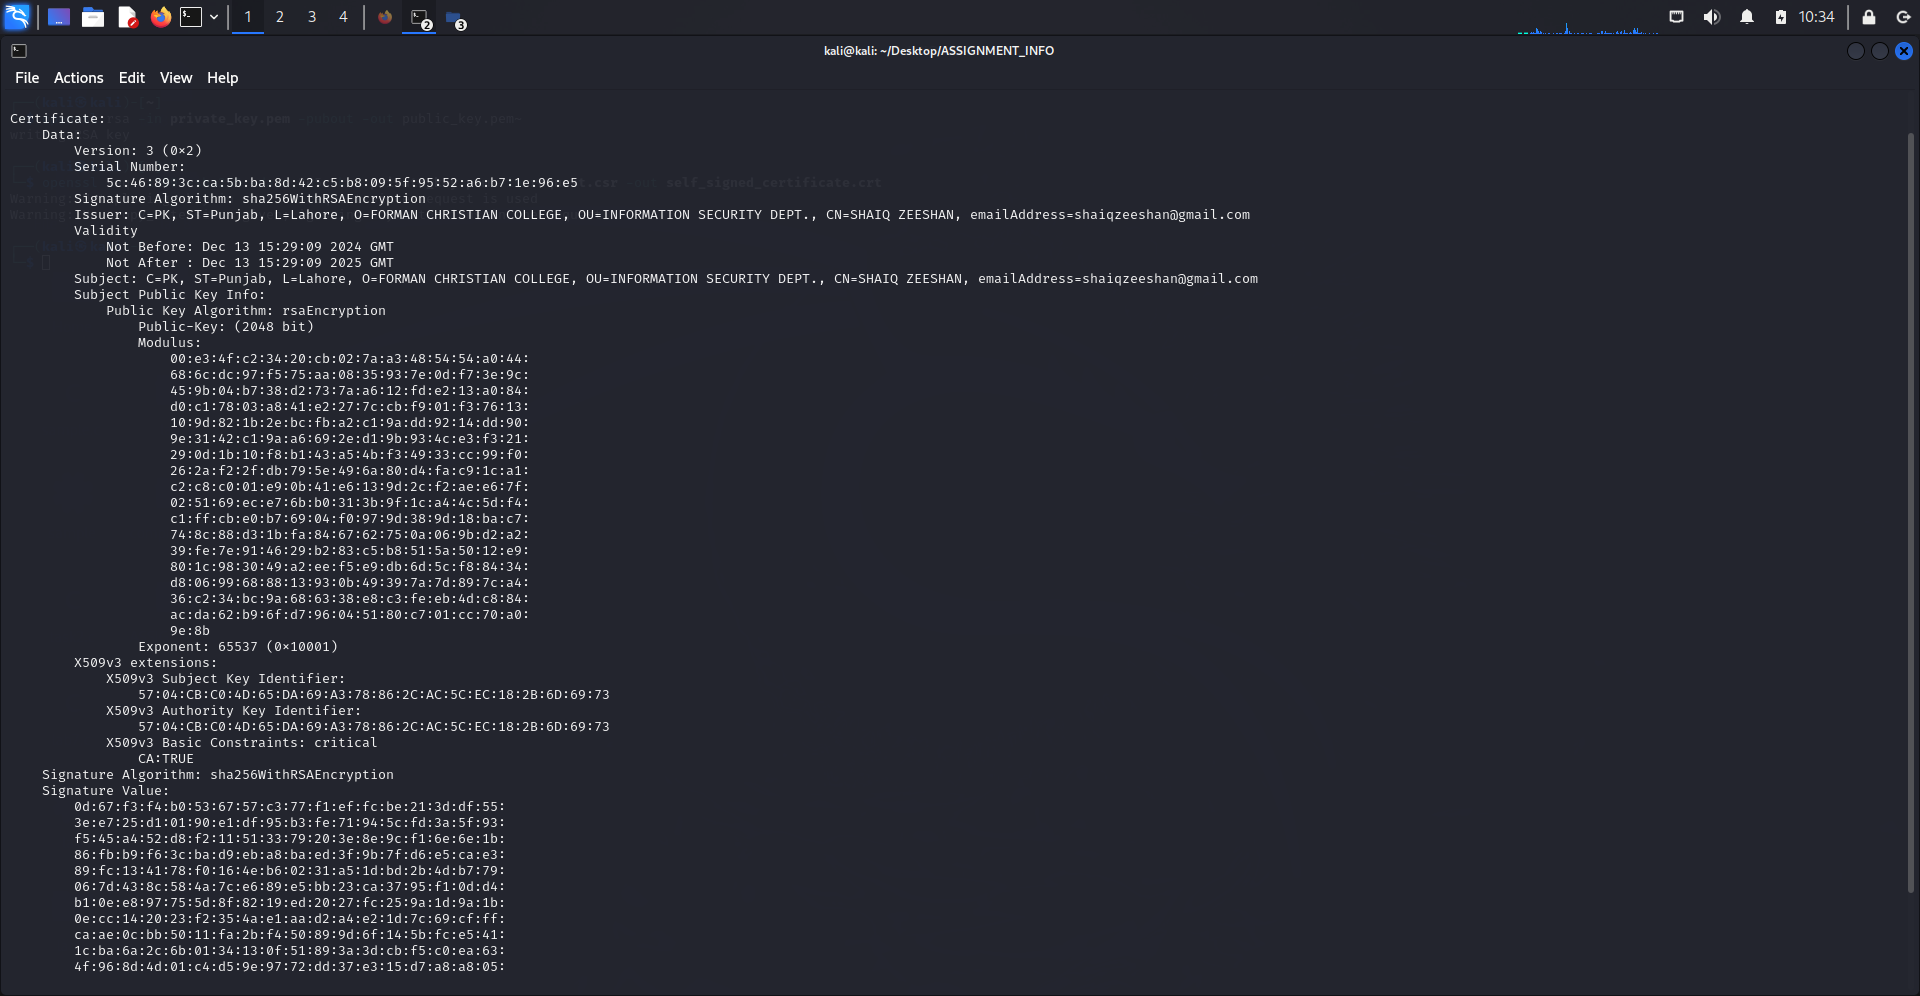 1 2 3 4 2 3 10:34
kali@kali: ~/Desktop/ASSIGNMENT_INFO
File Actions Edit View Help
Certificate:
Data:
Version: 3 (0×2)
Serial Number:
5c:46:89:3c:ca:5b:ba:8d:42:c5:b8:09:5f:95:52:a6:b7:1e:96:e5
Signature Algorithm: sha256WithRSAEncryption
Issuer: C=PK, ST=Punjab, L=Lahore, O=FORMAN CHRISTIAN COLLEGE, OU=INFORMATION SECURITY DEPT., CN=SHAIQ ZEESHAN, emailAddress=shaiqzeeshan@gmail.com
Validity
Not Before: Dec 13 15:29:09 2024 GMT
Not After : Dec 13 15:29:09 2025 GMT
Subject: C=PK, ST=Punjab, L=Lahore, O=FORMAN CHRISTIAN COLLEGE, OU=INFORMATION SECURITY DEPT., CN=SHAIQ ZEESHAN, emailAddress=shaiqzeeshan@gmail.com
Subject Public Key Info:
Public Key Algorithm: rsaEncryption
Public-Key: (2048 bit)
Modulus:
00:e3:4f:c2:34:20:cb:02:7a:a3:48:54:54:a0:44:
68:6c:dc:97:f5:75:aa:08:35:93:7e:0d:f7:3e:9c:
45:9b:04:b7:38:d2:73:7a:a6:12:fd:e2:13:a0:84:
d0:c1:78:03:a8:41:e2:27:7c:cb:f9:01:f3:76:13:
10:9d:82:1b:2e:bc:fb:a2:c1:9a:dd:92:14:dd:90:
9e:31:42:c1:9a:a6:69:2e:d1:9b:93:4c:e3:f3:21:
29:0d:1b:10:f8:b1:43:a5:4b:f3:49:33:cc:99:f0:
26:2a:f2:2f:db:79:5e:49:6a:80:d4:fa:c9:1c:a1:
c2:c8:c0:01:e9:0b:41:e6:13:9d:2c:f2:ae:e6:7f:
02:51:69:ec:e7:6b:b0:31:3b:9f:1c:a4:4c:5d:f4:
c1:ff:cb:e0:b7:69:04:f0:97:9d:38:9d:18:ba:c7:
74:8c:88:d3:1b:fa:84:67:62:75:0a:06:9b:d2:a2:
39:fe:7e:91:46:29:b2:83:c5:b8:51:5a:50:12:e9:
80:1c:98:30:49:a2:ee:f5:e9:db:6d:5c:f8:84:34:
d8:06:99:68:88:13:93:0b:49:39:7a:7d:89:7c:a4:
36:c2:34:bc:9a:68:63:38:e8:c3:fe:eb:4d:c8:84:
ac:da:62:b9:6f:d7:96:04:51:80:c7:01:cc:70:a0:
9e:8b
Exponent: 65537 (0×10001)
X509v3 extensions:
X509v3 Subject Key Identifier:
57:04:CB:C0:4D:65:DA:69:A3:78:86:2C:AC:5C:EC:18:2B:6D:69:73
X509v3 Authority Key Identifier:
57:04:CB:C0:4D:65:DA:69:A3:78:86:2C:AC:5C:EC:18:2B:6D:69:73
X509v3 Basic Constraints: critical
CA:TRUE
Signature Algorithm: sha256WithRSAEncryption
Signature Value:
0d:67:f3:f4:b0:53:67:57:c3:77:f1:ef:fc:be:21:3d:df:55:
3e:e7:25:d1:01:90:e1:df:95:b3:fe:71:94:5c:fd:3a:5f:93:
f5:45:a4:52:d8:f2:11:51:33:79:20:3e:8e:9c:f1:6e:6e:1b:
86:fb:b9:f6:3c:ba:d9:eb:a8:ba:ed:3f:9b:7f:d6:e5:ca:e3:
89:fc:13:41:78:f0:16:4e:b6:02:31:a5:1d:bd:2b:4d:b7:79:
06:7d:43:8c:58:4a:7c:e6:89:e5:bb:23:ca:37:95:f1:0d:d4:
b1:0e:e8:97:75:5d:8f:82:19:ed:20:27:fc:25:9a:1d:9a:1b:
0e:cc:14:20:23:f2:35:4a:e1:aa:d2:a4:e2:1d:7c:69:cf:ff:
ca:ae:0c:bb:50:11:fa:2b:f4:50:89:9d:6f:14:5b:fc:e5:41:
1c:ba:6a:2c:6b:01:34:13:0f:51:89:3a:3d:cb:f5:c0:ea:63:
4f:96:8d:4d:01:c4:d5:9e:97:72:dd:37:e3:15:d7:a8:a8:05: